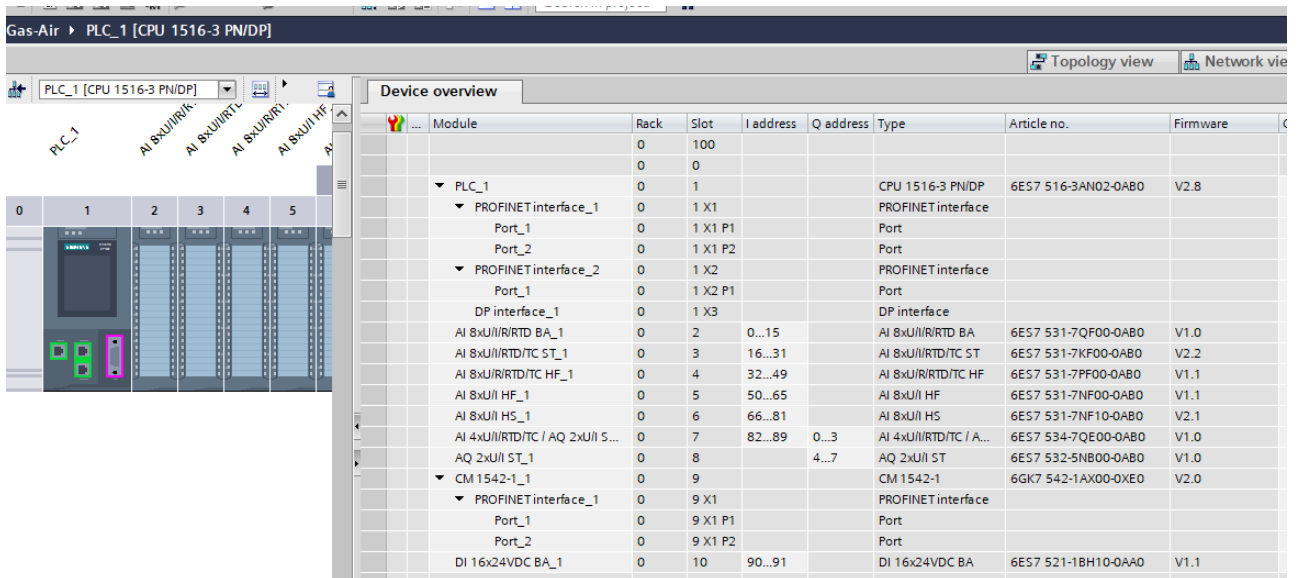 Search in project
Gas-Air ▸ PLC_1 [CPU 1516-3 PN/DP]
Topology view Network vie
PLC_1 [CPU 1516-3 PN/DP]
Device overview
PLC_1
AI 8xU/I/HF
... Module Rack Slot I address Q address Type Article no. Firmware
0 100
0 0
PLC_1 0 1 CPU 1516-3 PN/DP 6ES7 516-3AN02-0AB0 V2.8
0 1 2 3 4 5
PROFINET interface_1 0 1 X1 PROFINET interface
Port_1 0 1 X1 P1 Port
Port_2 0 1 X1 P2 Port
SIEMENS
PROFINET interface_2 0 1 X2 PROFINET interface
Port_1 0 1 X2 P1 Port
DP interface_1 0 1 X3 DP interface
AI 8xU/I/R/RTD BA_1 0 2 0...15 AI 8xU/I/R/RTD BA 6ES7 531-7QF00-0AB0 V1.0
AI 8xU/I/RTD/TC ST_1 0 3 16...31 AI 8xU/I/RTD/TC ST 6ES7 531-7KF00-0AB0 V2.2
AI 8xU/R/RTD/TC HF_1 0 4 32...49 AI 8xU/R/RTD/TC HF 6ES7 531-7PF00-0AB0 V1.1
AI 8xU/I HF_1 0 5 50...65 AI 8xU/I HF 6ES7 531-7NF00-0AB0 V1.1
AI 8xU/I HS_1 0 6 66...81 AI 8xU/I HS 6ES7 531-7NF10-0AB0 V2.1
AI 4xU/I/RTD/TC / AQ 2xU/I S... 0 7 82...89 0...3 AI 4xU/I/RTD/TC / A... 6ES7 534-7QE00-0AB0 V1.0
AQ 2xU/I ST_1 0 8 4...7 AQ 2xU/I ST 6ES7 532-5NB00-0AB0 V1.0
CM 1542-1_1 0 9 CM 1542-1 6GK7 542-1AX00-0XE0 V2.0
PROFINET interface_1 0 9 X1 PROFINET interface
Port_1 0 9 X1 P1 Port
Port_2 0 9 X1 P2 Port
DI 16x24VDC BA_1 0 10 90...91 DI 16x24VDC BA 6ES7 521-1BH10-0AA0 V1.1